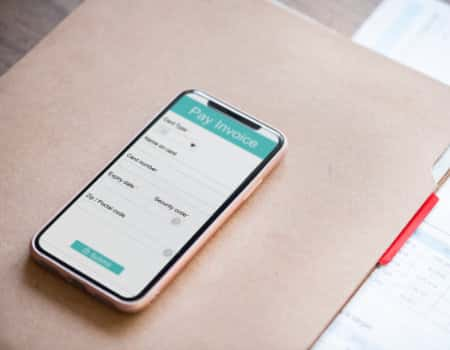 Pay Invoice
Card Type
Name on card
Card number
Expiry date
Security code
Zip / Postal code
Submit